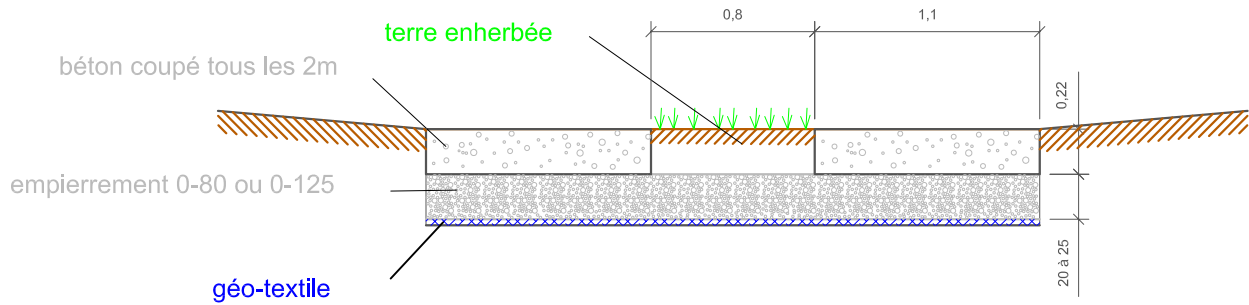 0,8
1,1
terre enherbée
béton coupé tous les 2m
0,22
empierrement 0-80 ou 0-125
20 à 25
géo-textile